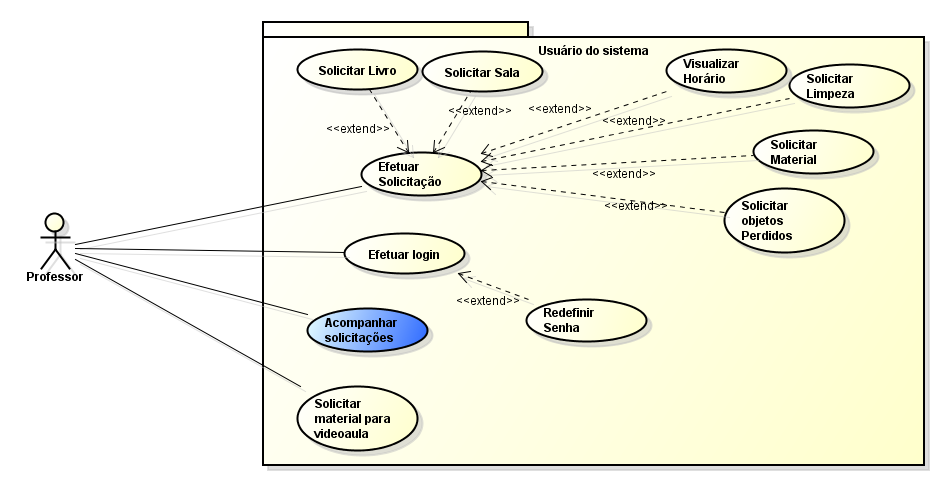 Usuário do sistema
Solicitar Livro
Solicitar Sala
Visualizar
Horário
Solicitar
Limpeza
<<extend>>
<<extend>>
<<extend>>
<<extend>>
Solicitar
Material
Efetuar
Solicitação
<<extend>>
<<extend>>
Solicitar
objetos
Perdidos
Professor
Efetuar login
<<extend>>
Redefinir
Senha
Acompanhar
solicitações
Solicitar
material para
videoaula